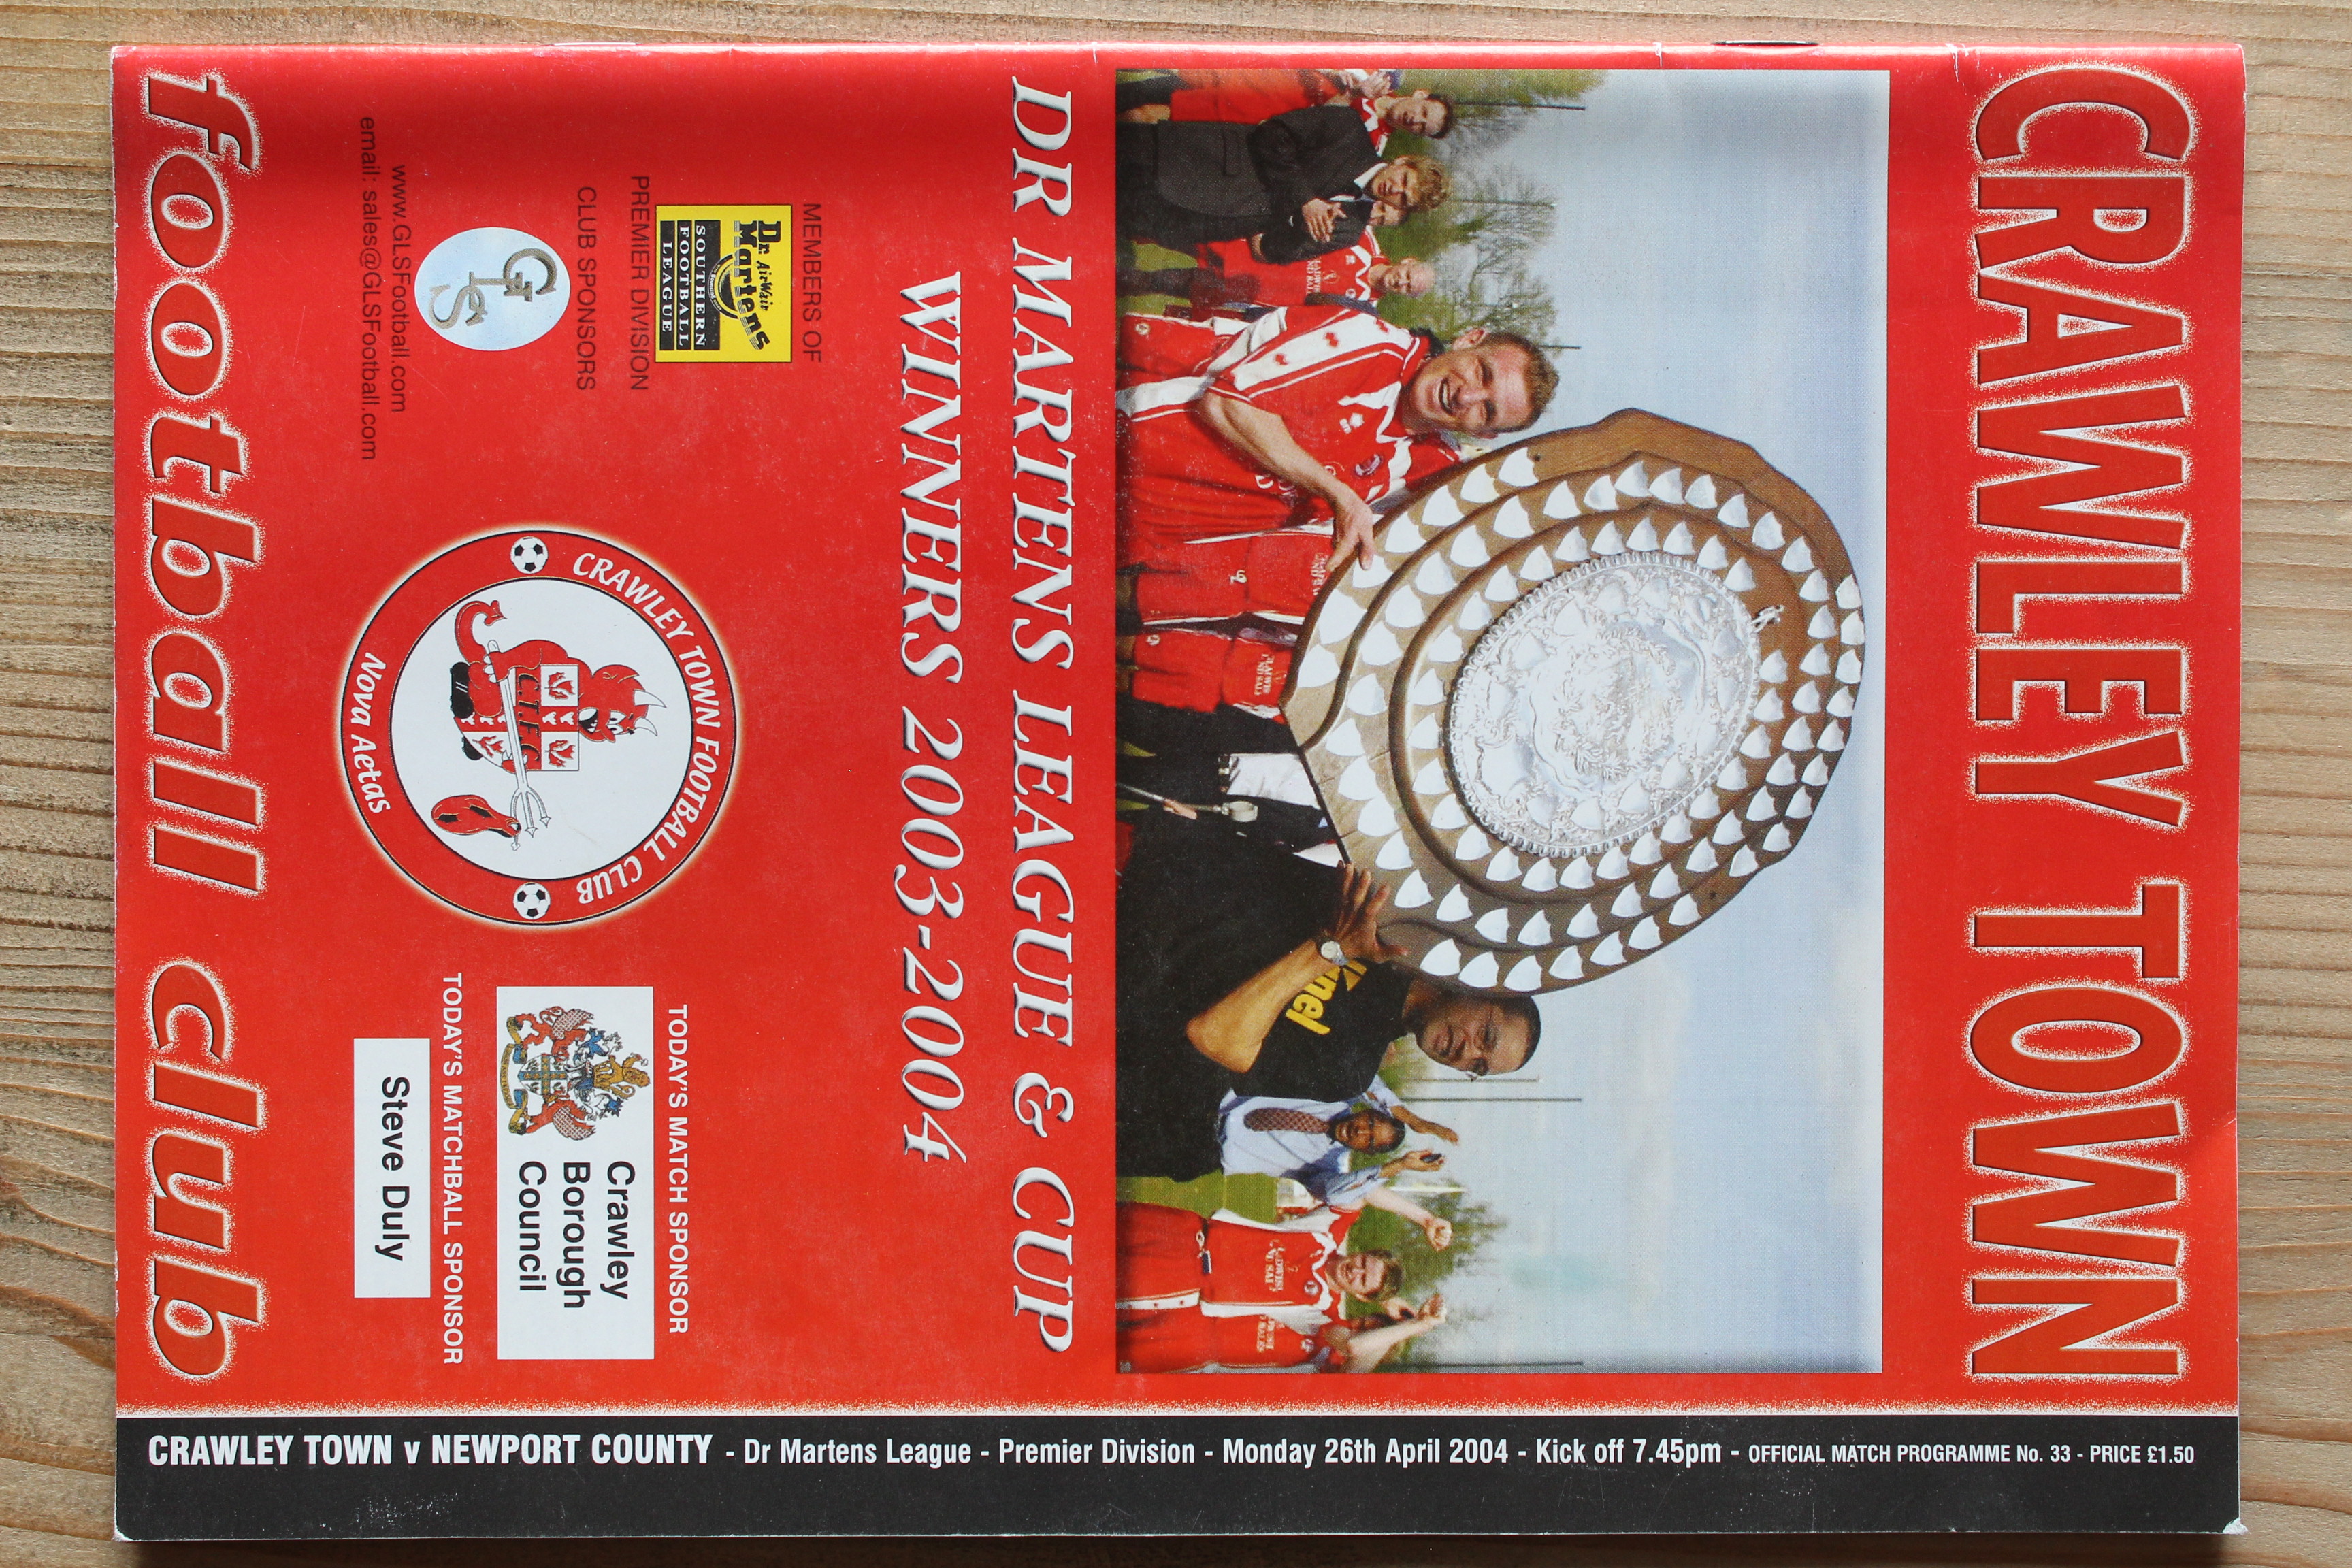 CRAWLEY TOWN
DR MARTENS LEAGUE & CUP
WINNERS 2003-2004
MEMBERS OF
Dr. AirWair
Martens
SOUTHERN
FOOTBALL
LEAGUE
PREMIER DIVISION
CLUB SPONSORS
GLS
www.GLSFootball.com
email: sales@GLSFootball.com
CRAWLEY TOWN FOOTBALL CLUB
C.T.F.C
Nova Aetas
TODAY'S MATCH SPONSOR
Crawley
Borough
Council
TODAY'S MATCHBALL SPONSOR
Steve Duly
football club
CRAWLEY TOWN v NEWPORT COUNTY - Dr Martens League - Premier Division - Monday 26th April 2004 - Kick off 7.45pm - OFFICIAL MATCH PROGRAMME No. 33 - PRICE £1.50